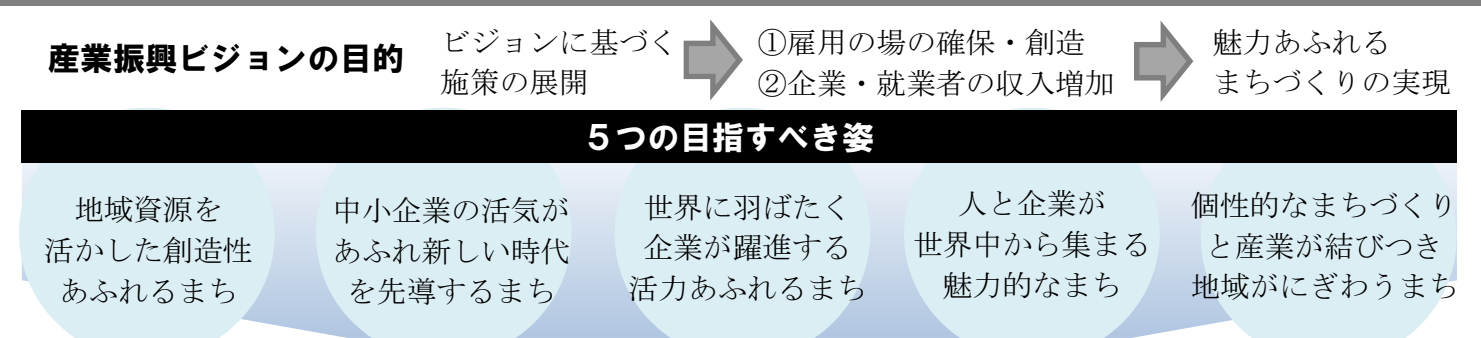 産業振興ビジョンの目的
ビジョンに基づく
施策の展開
①雇用の場の確保・創造
②企業・就業者の収入増加
魅力あふれる
まちづくりの実現
５つの目指すべき姿
地域資源を
活かした創造性
あふれるまち
中小企業の活気が
あふれ新しい時代
を先導するまち
世界に羽ばたく
企業が躍進する
活力あふれるまち
人と企業が
世界中から集まる
魅力的なまち
個性的なまちづくり
と産業が結びつき
地域がにぎわうまち